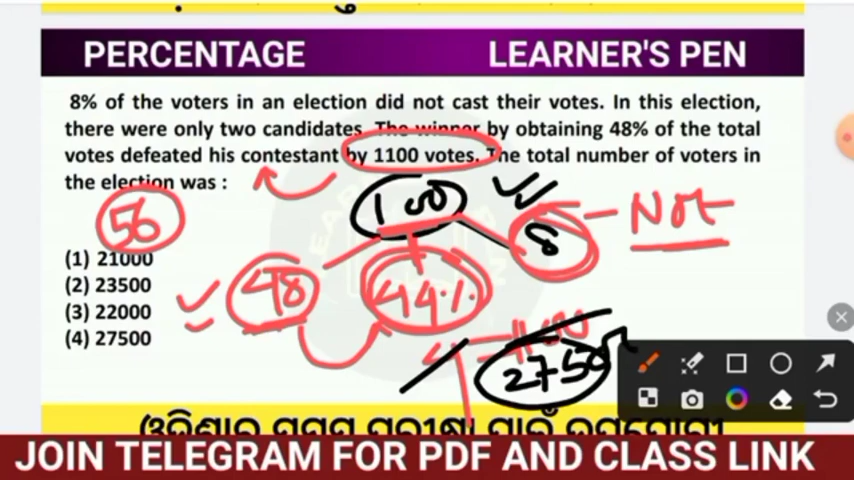 PERCENTAGE LEARNER'S PEN
8% of the voters in an election did not cast their votes. In this election,
there were only two candidates. The winner by obtaining 48% of the total
votes defeated his contestant by 1100 votes. The total number of voters in
the election was :
100
56
8 Not
(1) 21000
(2) 23500
48 44%
(3) 22000
(4) 27500
4 = 1100
2750
JOIN TELEGRAM FOR PDF AND CLASS LINK